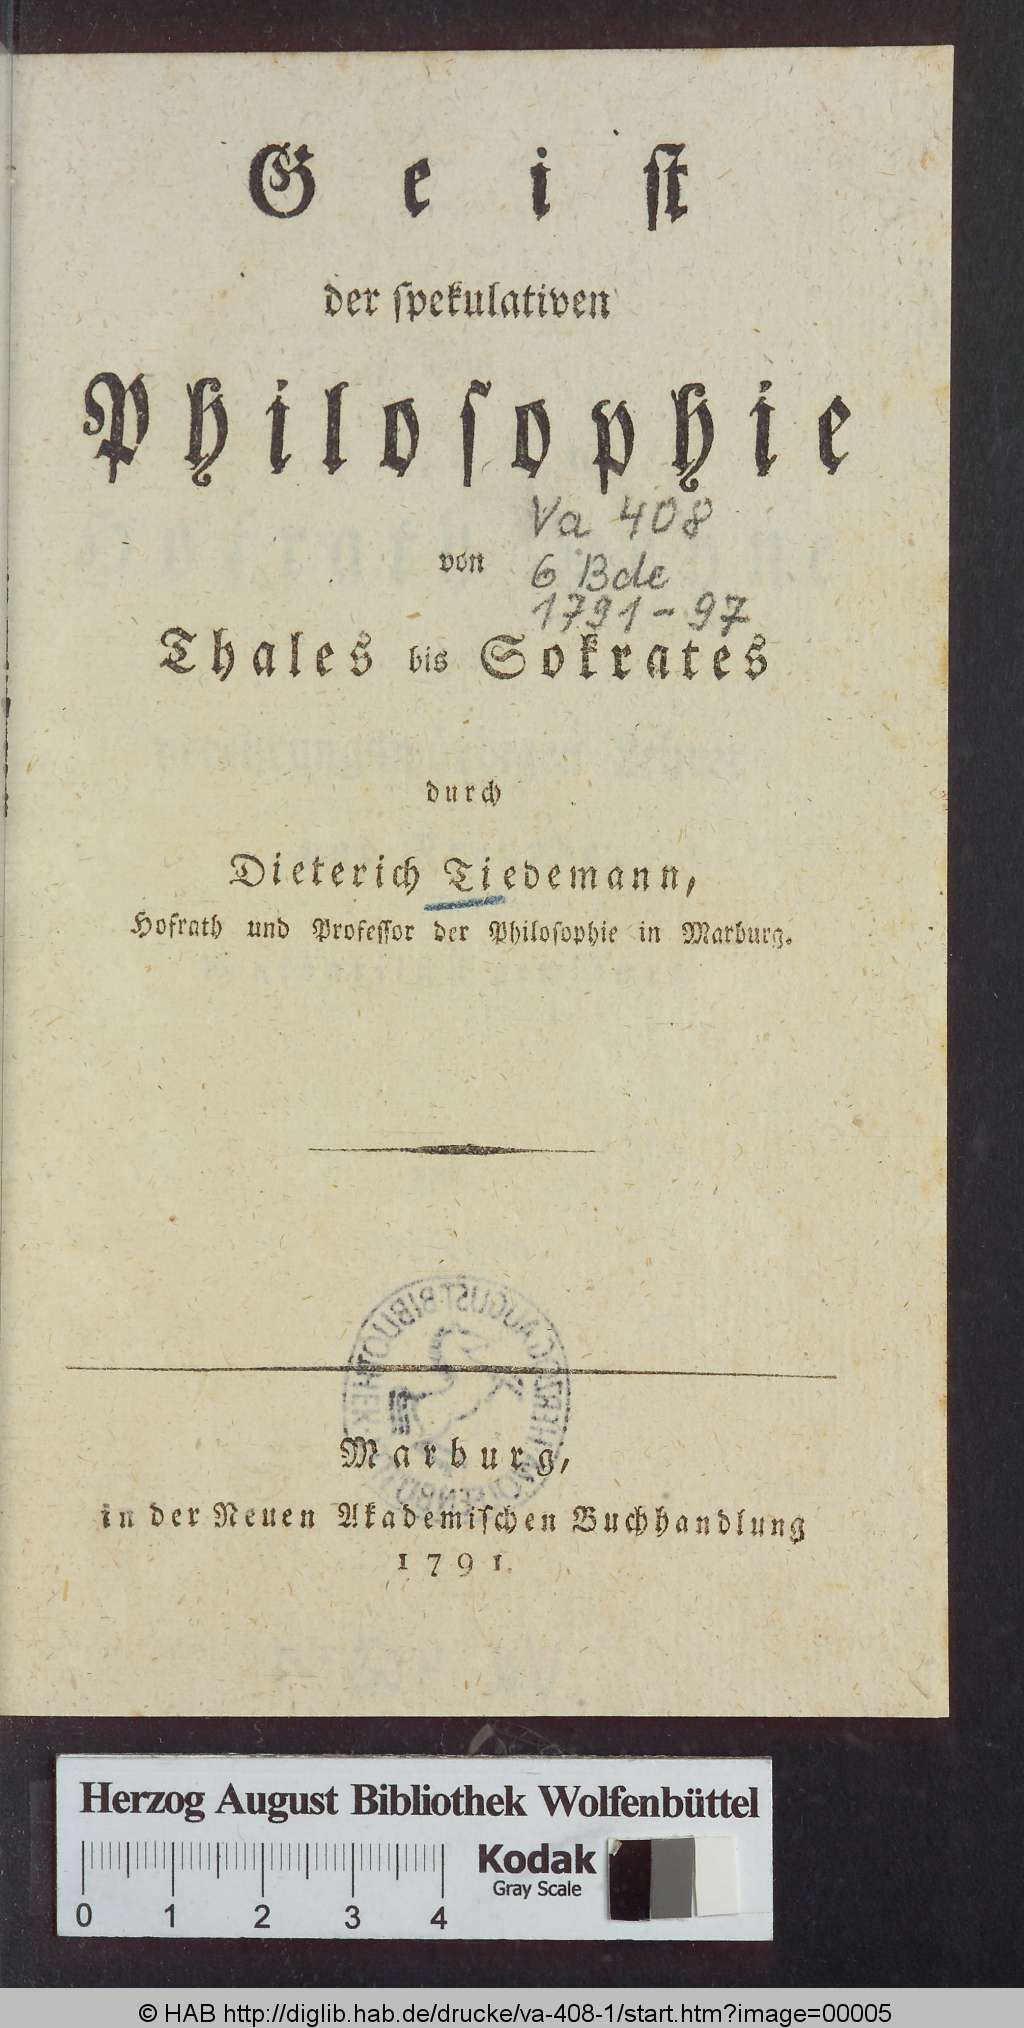 Geiſt
der ſpekulativen
Philoſophie
Va 408
von
6 Bde
1791-97
Thales bis Sokrates
durch
Dieterich Tiedemann,
Hofrath und Profeſſor der Philoſophie in Marburg.
Marburg,
in der Neuen Akademiſchen Buchhandlung
1791.
Herzog August Bibliothek Wolfenbüttel
Kodak
Gray Scale
0 1 2 3 4
© HAB http://diglib.hab.de/drucke/va-408-1/start.htm?image=00005